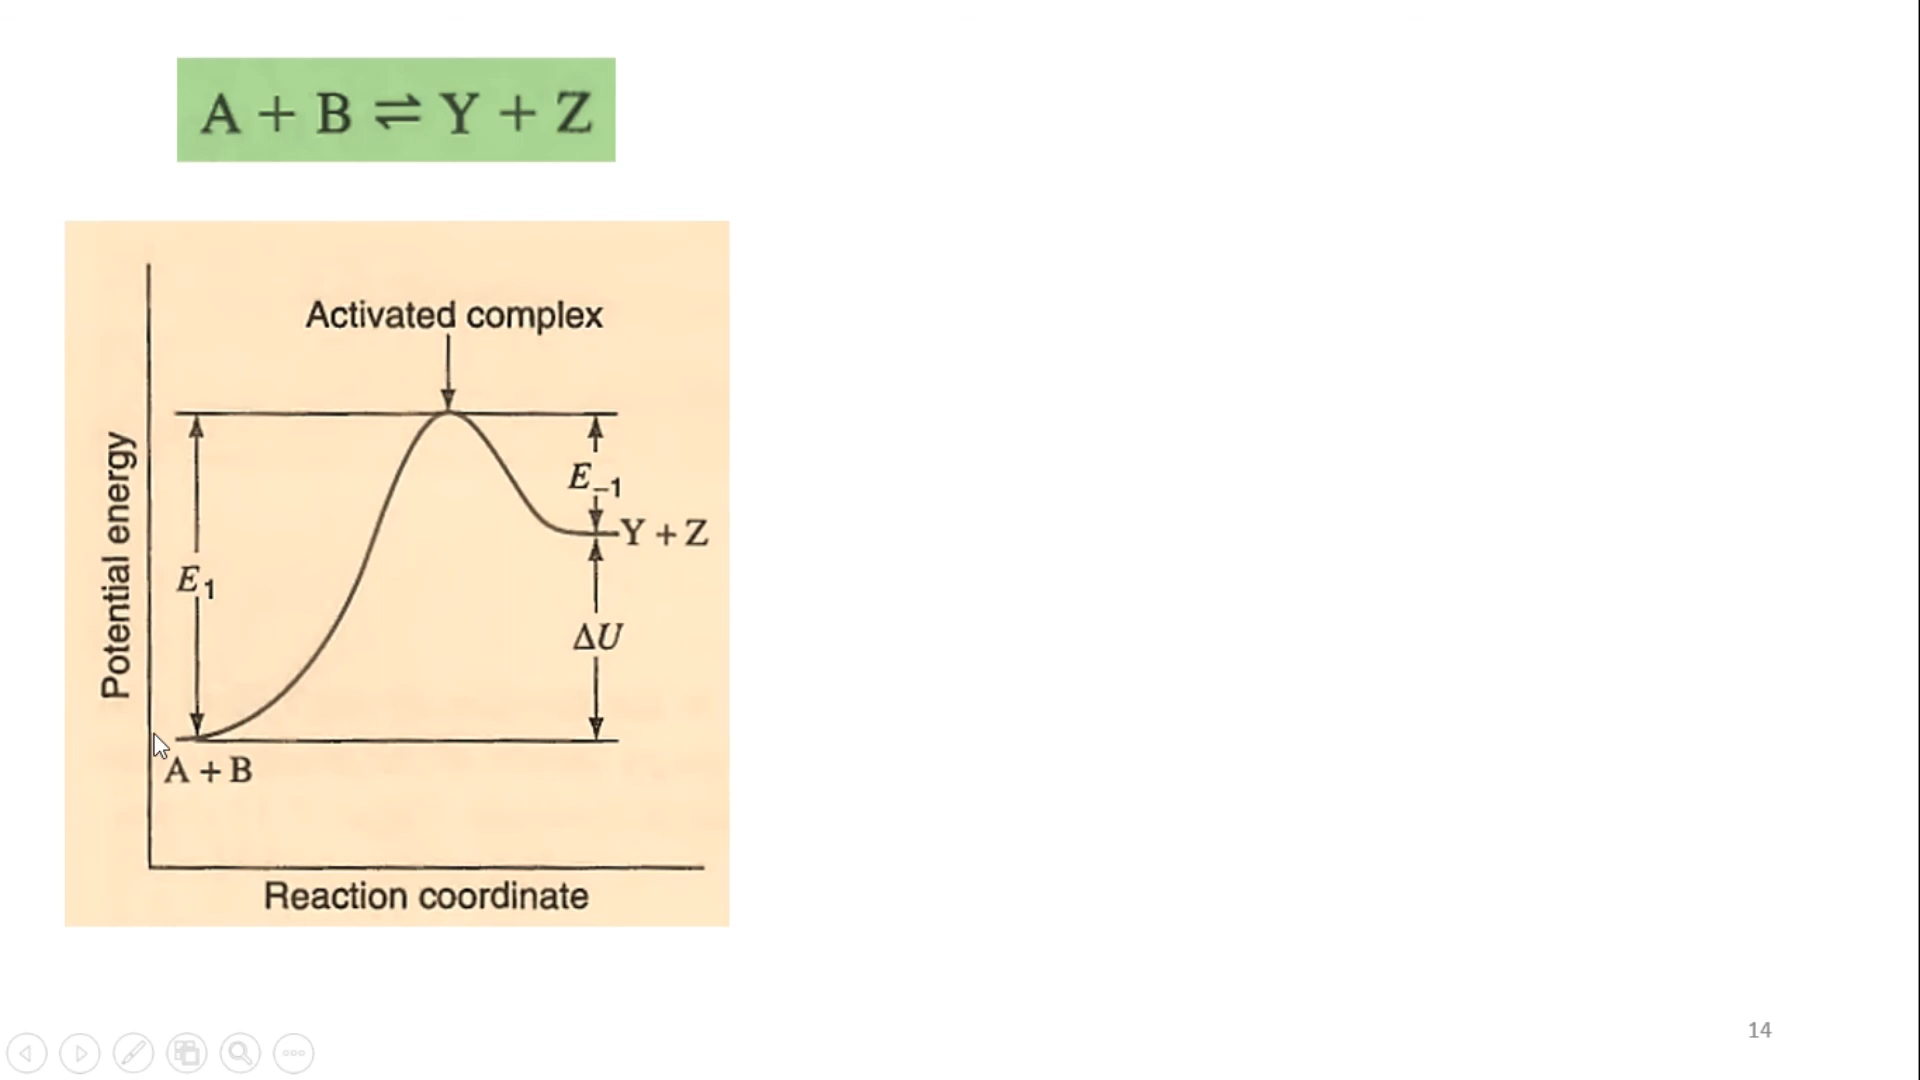 A + B ⇌ Y + Z
Activated complex
Potential energy
E₁
E₋₁
Y + Z
ΔU
A + B
Reaction coordinate
14